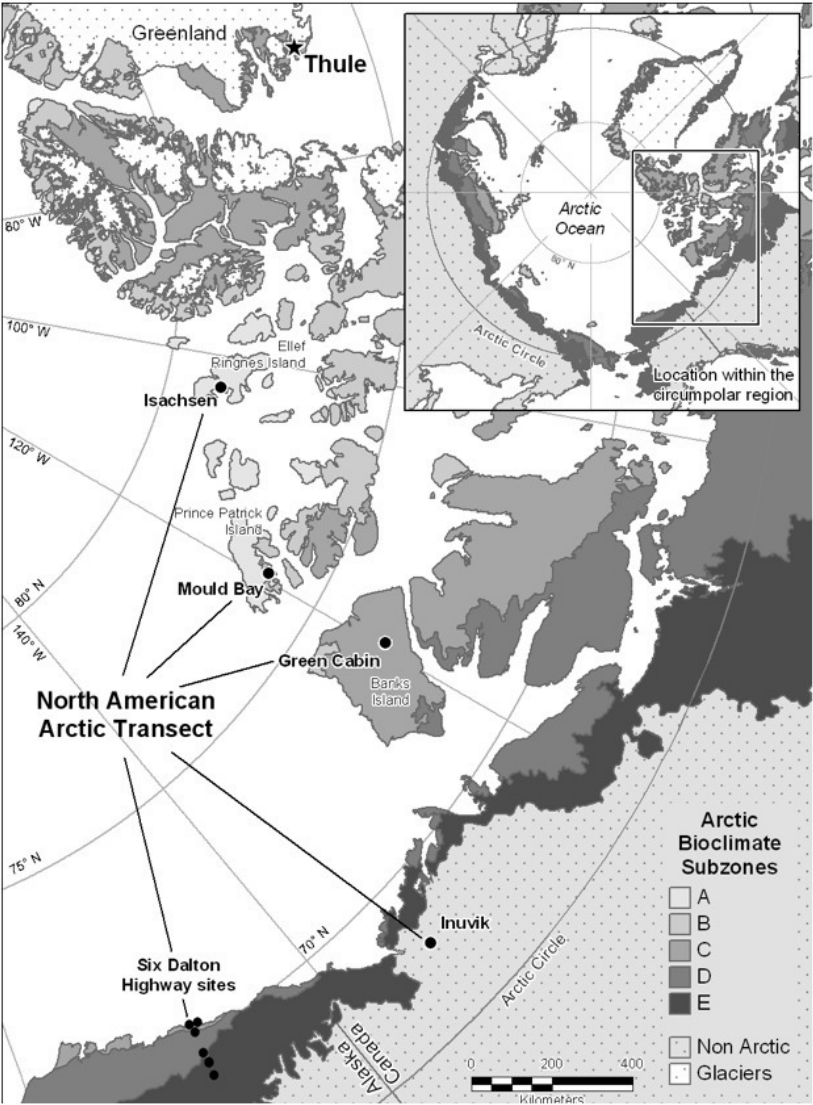 Greenland
Thule
80° W
100° W
120° W
80° N
140° W
75° N
70° N
Ellef
Ringnes Island
Isachsen
Prince Patrick
Island
Mould Bay
Green Cabin
Banks
Island
North American
Arctic Transect
Inuvik
Six Dalton
Highway sites
Arctic Circle
Alaska
Canada
Arctic
Ocean
80° N
Arctic Circle
Location within the
circumpolar region
Arctic
Bioclimate
Subzones
A
B
C
D
E
Non Arctic
Glaciers
0 200 400
Kilometers